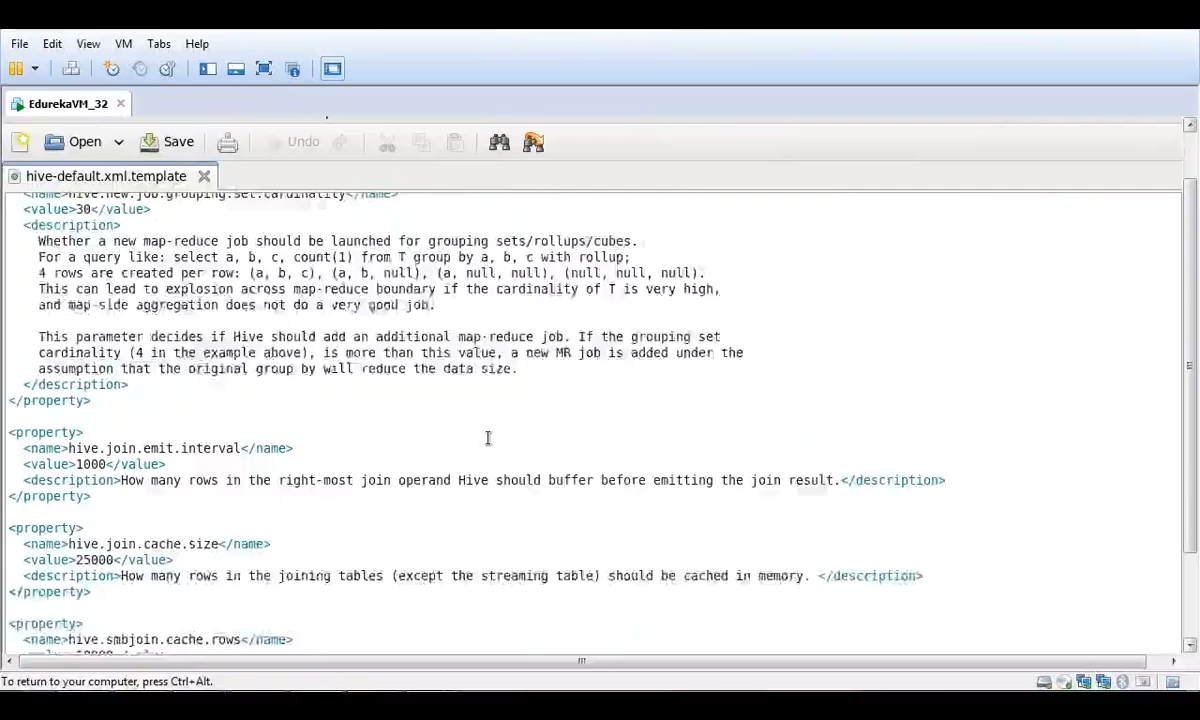 File Edit View VM Tabs Help
EdurekaVM_32
Open Save Undo
hive-default.xml.template
<name>hive.new.job.grouping.set.cardinality</name>
<value>30</value>
<description>
Whether a new map-reduce job should be launched for grouping sets/rollups/cubes.
For a query like: select a, b, c, count(1) from T group by a, b, c with rollup;
4 rows are created per row: (a, b, c), (a, b, null), (a, null, null), (null, null, null).
This can lead to explosion across map-reduce boundary if the cardinality of T is very high,
and map-side aggregation does not do a very good job.
This parameter decides if Hive should add an additional map-reduce job. If the grouping set
cardinality (4 in the example above), is more than this value, a new MR job is added under the
assumption that the original group by will reduce the data size.
</description>
</property>
<property>
<name>hive.join.emit.interval</name>
<value>1000</value>
<description>How many rows in the right-most join operand Hive should buffer before emitting the join result.</description>
</property>
<property>
<name>hive.join.cache.size</name>
<value>25000</value>
<description>How many rows in the joining tables (except the streaming table) should be cached in memory. </description>
</property>
<property>
<name>hive.smbjoin.cache.rows</name>
To return to your computer, press Ctrl+Alt.